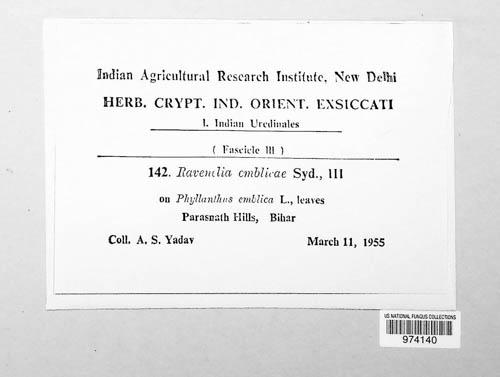 Indian Agricultural Research Institute, New Delhi
HERB. CRYPT. IND. ORIENT. EXSICCATI
I. Indian Uredinales
( Fascicle III )
142. Ravenelia emblicae Syd., III
on Phyllanthus emblica L., leaves
Parasnath Hills, Bihar
Coll. A. S. Yadav March 11, 1955
US NATIONAL FUNGUS COLLECTIONS
974140